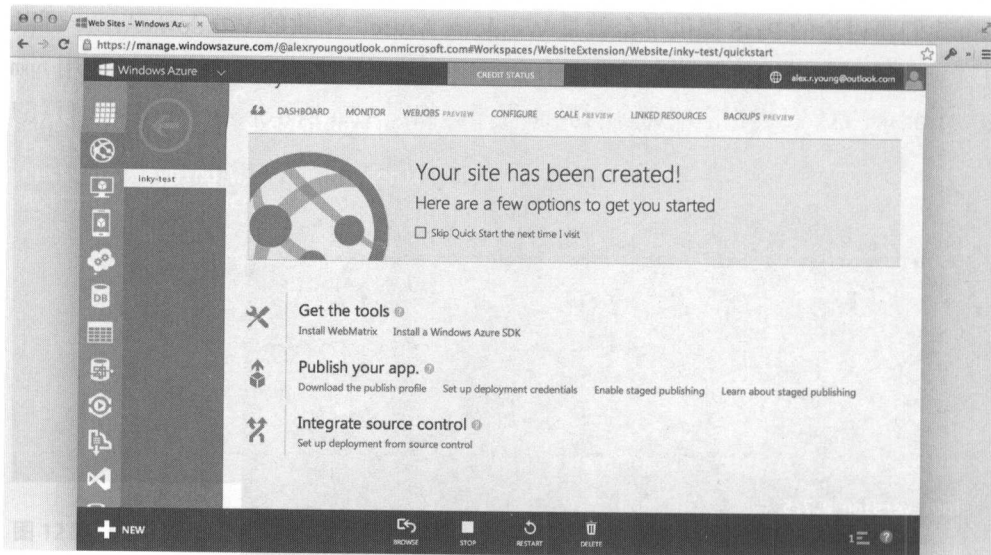 Web Sites - Windows Azu
https://manage.windowsazure.com/@alexryoungoutlook.onmicrosoft.com#Workspaces/WebsiteExtension/Website/inky-test/quickstart
Windows Azure
CREDIT STATUS
alex.r.young@outlook.com
DASHBOARD MONITOR WEBJOBS PREVIEW CONFIGURE SCALE PREVIEW LINKED RESOURCES BACKUPS PREVIEW
inky-test
Your site has been created!
Here are a few options to get you started
Skip Quick Start the next time I visit
DB
Get the tools
Install WebMatrix Install a Windows Azure SDK
Publish your app.
Download the publish profile Set up deployment credentials Enable staged publishing Learn about staged publishing
Integrate source control
Set up deployment from source control
NEW
BROWSE
STOP
RESTART
DELETE
1